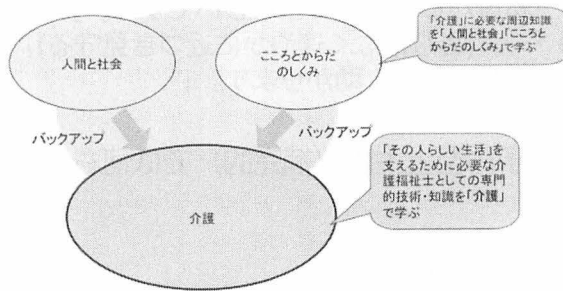 人間と社会
こころとからだ
のしくみ
「介護」に必要な周辺知識
を「人間と社会」「こころと
からだのしくみ」で学ぶ
バックアップ
バックアップ
介護
「その人らしい生活」を
支えるために必要な介
護福祉士としての専門
的技術・知識を「介護」
で学ぶ